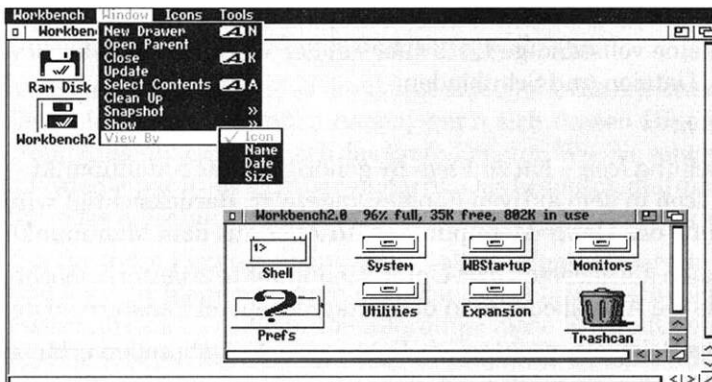 Workbench Window Icons Tools
Workben
New Drawer A N
Open Parent
Close A K
Update
Select Contents A A
Clean Up
Snapshot »
Show »
View By
✓ Icon
Name
Date
Size
Ram Disk
Workbench2
Workbench2.0 96% full, 35K free, 802K in use
1>
Shell
System
WBStartup
Monitors
Prefs
Utilities
Expansion
Trashcan